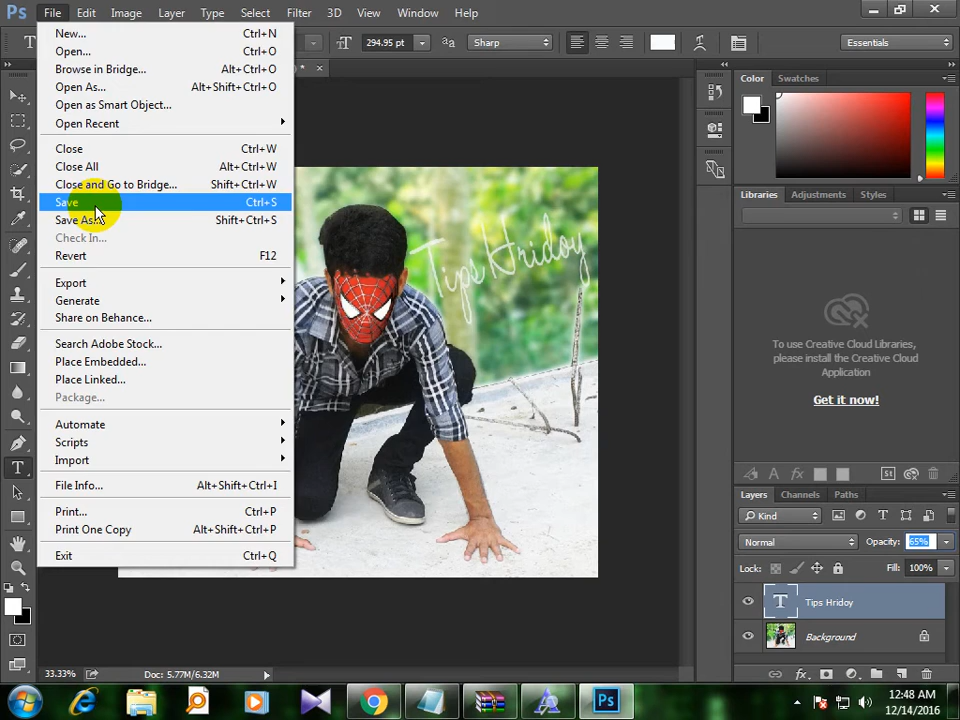 Ps File Edit Image Layer Type Select Filter 3D View Window Help
T 294.95 pt aa Sharp Essentials
* ×
New... Ctrl+N
Open... Ctrl+O
Browse in Bridge... Alt+Ctrl+O
Open As... Alt+Shift+Ctrl+O
Open as Smart Object...
Open Recent
Close Ctrl+W
Close All Alt+Ctrl+W
Close and Go to Bridge... Shift+Ctrl+W
Save Ctrl+S
Save As... Shift+Ctrl+S
Check In...
Revert F12
Export
Generate
Share on Behance...
Search Adobe Stock...
Place Embedded...
Place Linked...
Package...
Automate
Scripts
Import
File Info... Alt+Shift+Ctrl+I
Print... Ctrl+P
Print One Copy Alt+Shift+Ctrl+P
Exit Ctrl+Q
Tips Hridoy
Color Swatches
Libraries Adjustments Styles
To use Creative Cloud Libraries,
please install the Creative Cloud
Application
Get it now!
A fx St
Layers Channels Paths
Kind T
Normal Opacity: 65%
Lock: Fill: 100%
T Tips Hridoy
Background
fx
33.33% Doc: 5.77M/6.32M
Ps 12:48 AM
12/14/2016